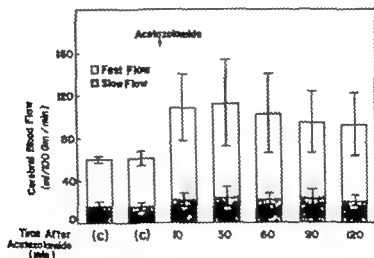 Acetazolamide
160
Fast Flow
Slow Flow
120
80
40
0
Cerebral Blood Flow
(ml/100 Gm / min)
Time After
Acetazolamide
(min)
(C) (C) 10 30 60 90 120